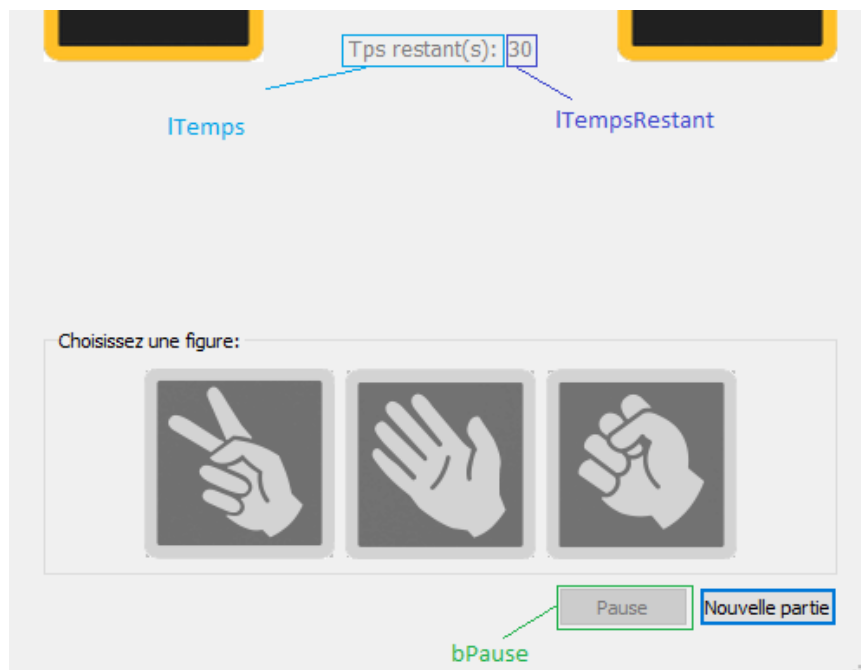 Tps restant(s): 30
lTemps
lTempsRestant
Choisissez une figure:
Pause
Nouvelle partie
bPause